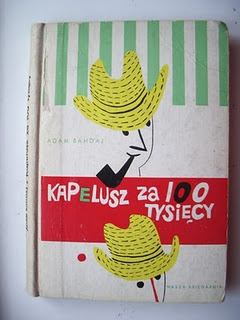 ADAM BAHDAJ
KAPELUSZ za 100
TYSIĘCY
NASZA KSIĘGARNIA